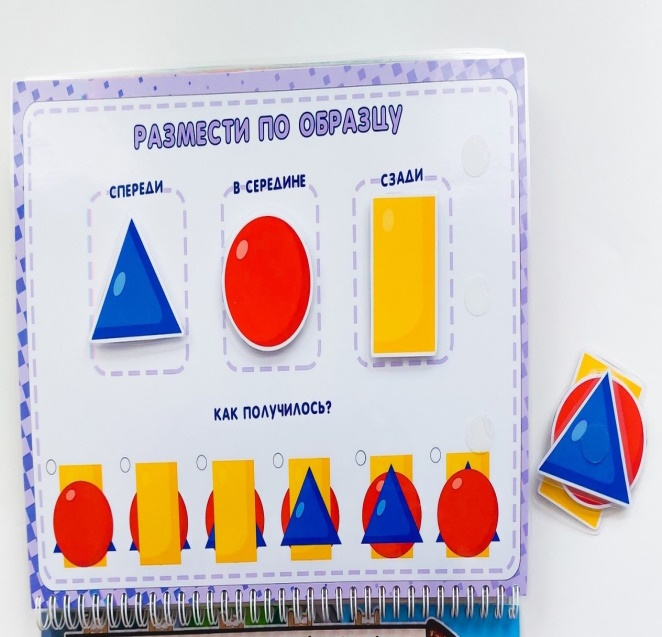 РАЗМЕСТИ ПО ОБРАЗЦУ
СПЕРЕДИ В СЕРЕДИНЕ СЗАДИ
КАК ПОЛУЧИЛОСЬ?